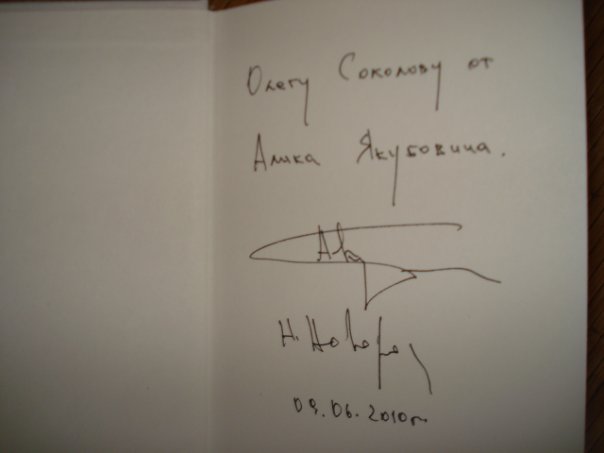 Олегу Соколову от
Алика Якубовича.
Н. Новгород
09.06.2010г